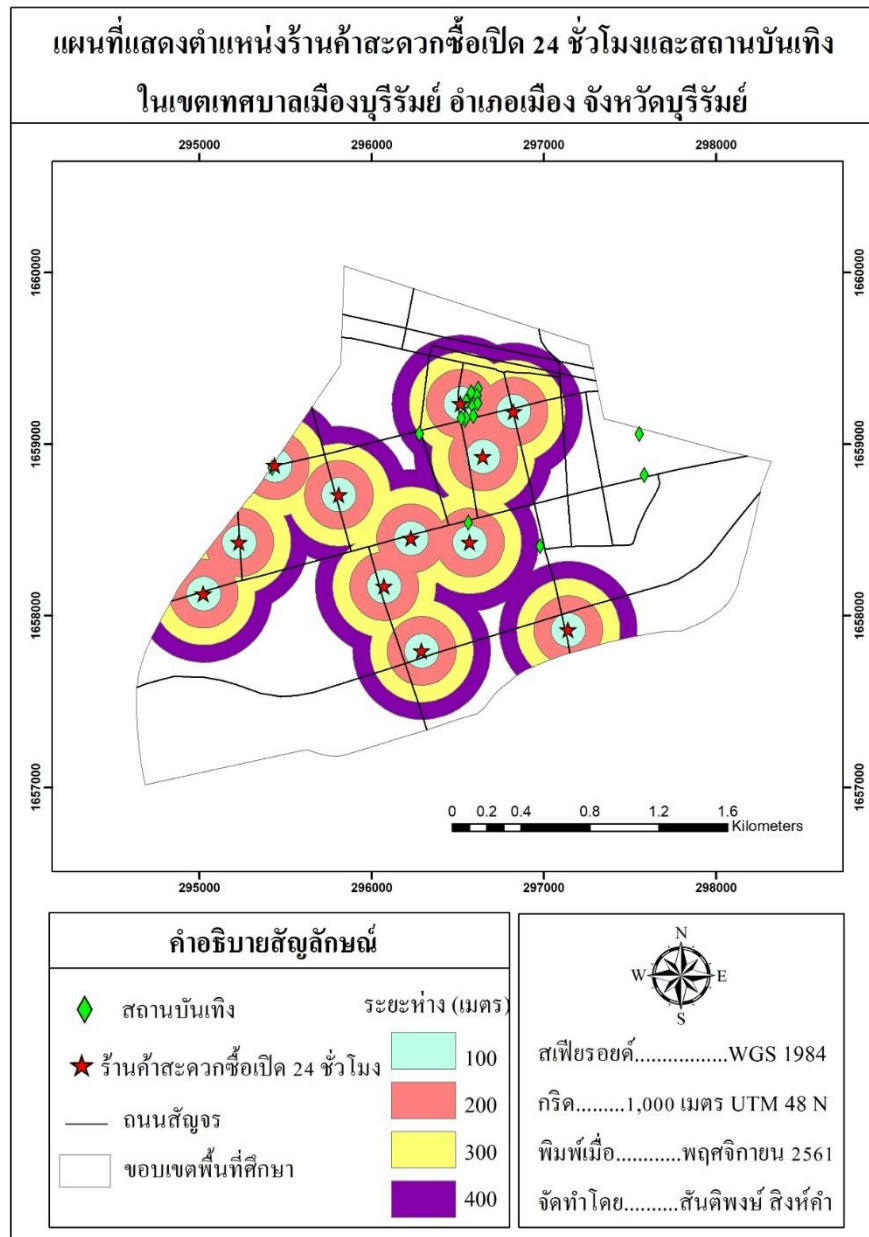 แผนที่แสดงตำแหน่งร้านค้าสะดวกซื้อเปิด 24 ชั่วโมงและสถานบันเทิง
ในเขตเทศบาลเมืองบุรีรัมย์ อำเภอเมือง จังหวัดบุรีรัมย์
295000 296000 297000 298000
1660000 1660000
1659000 1659000
1658000 1658000
1657000 1657000
0 0.2 0.4 0.8 1.2 1.6
Kilometers
295000 296000 297000 298000
คำอธิบายสัญลักษณ์
สถานบันเทิง
ร้านค้าสะดวกซื้อเปิด 24 ชั่วโมง
ถนนสัญจร
ขอบเขตพื้นที่ศึกษา
ระยะห่าง (เมตร)
100
200
300
400
N
W E
S
สเฟียรอยด์.................WGS 1984
กริด.........1,000 เมตร UTM 48 N
พิมพ์เมื่อ............พฤศจิกายน 2561
จัดทำโดย..........สันติพงษ์ สิงห์คำ